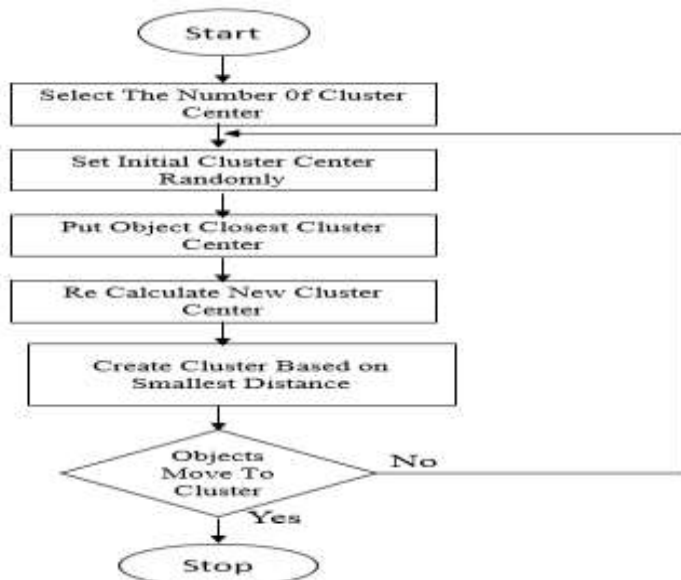 Start
Select The Number 0f Cluster
Center
Set Initial Cluster Center
Randomly
Put Object Closest Cluster
Center
Re Calculate New Cluster
Center
Create Cluster Based on
Smallest Distance
Objects
Move To
Cluster
No
Yes
Stop